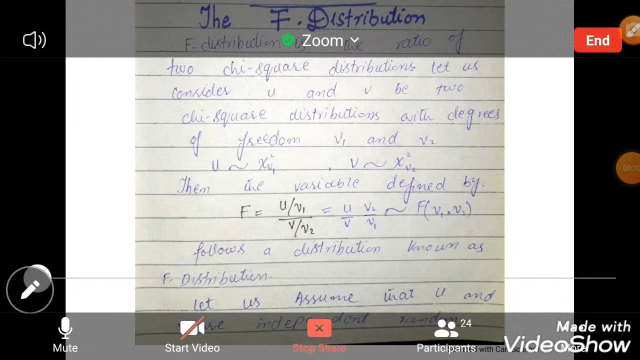 The F-Distribution
Zoom
End
F-distribution ratio of
two chi-square distributions let us
consider u and v be two
chi-square distributions with degrees
of freedom ν₁ and ν₂
U ~ χ²ν₁ , V ~ χ²ν₂
Then the variable defined by:
F = (U/ν₁)/(V/ν₂) = U/V ν₂/ν₁ ~ F(ν₁, ν₂)
follows a distribution known as
F-Distribution.
Let us Assume that U and
independent random
Mute
Start Video
Stop Share
24
Participants
Made with
VideoShow